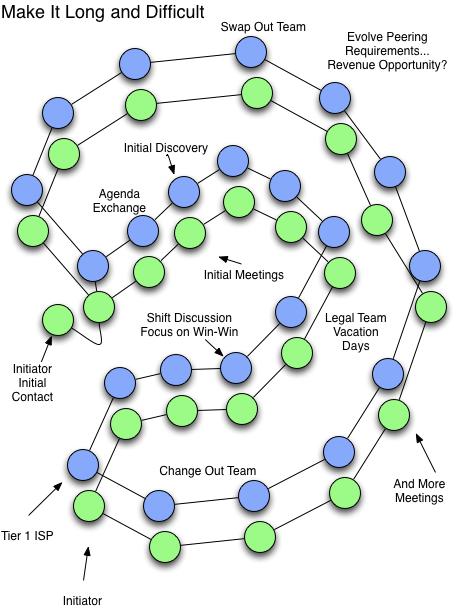 Make It Long and Difficult
Swap Out Team
Evolve Peering
Requirements...
Revenue Opportunity?
Initial Discovery
Agenda
Exchange
Initial Meetings
Shift Discussion
Focus on Win-Win
Legal Team
Vacation
Days
Initiator
Initial
Contact
Change Out Team
And More
Meetings
Tier 1 ISP
Initiator